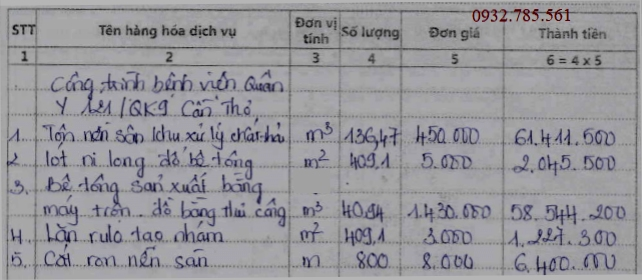 0932.785.561
STT Tên hàng hóa dịch vụ Đơn vị tính Số lượng Đơn giá Thành tiền
1 2 3 4 5 6 = 4 x 5
Công trình bệnh viện Quân
Y 121/QK9 Cần Thơ
1. Tôn nền sân khu xử lý chất thải m³ 136,47 450.000 61.411.500
2 lót ni long đổ bê tông m² 409,1 5.000 2.045.500
3. Bê tông sản xuất bằng
máy trộn đổ bằng thủ công m³ 40.94 1.430.000 58.544.200
4. Lăn rulo tạo nhám m² 409,1 3.000 1.227.300
5. Cắt ron nền sân m 800 8.000 6.400.000